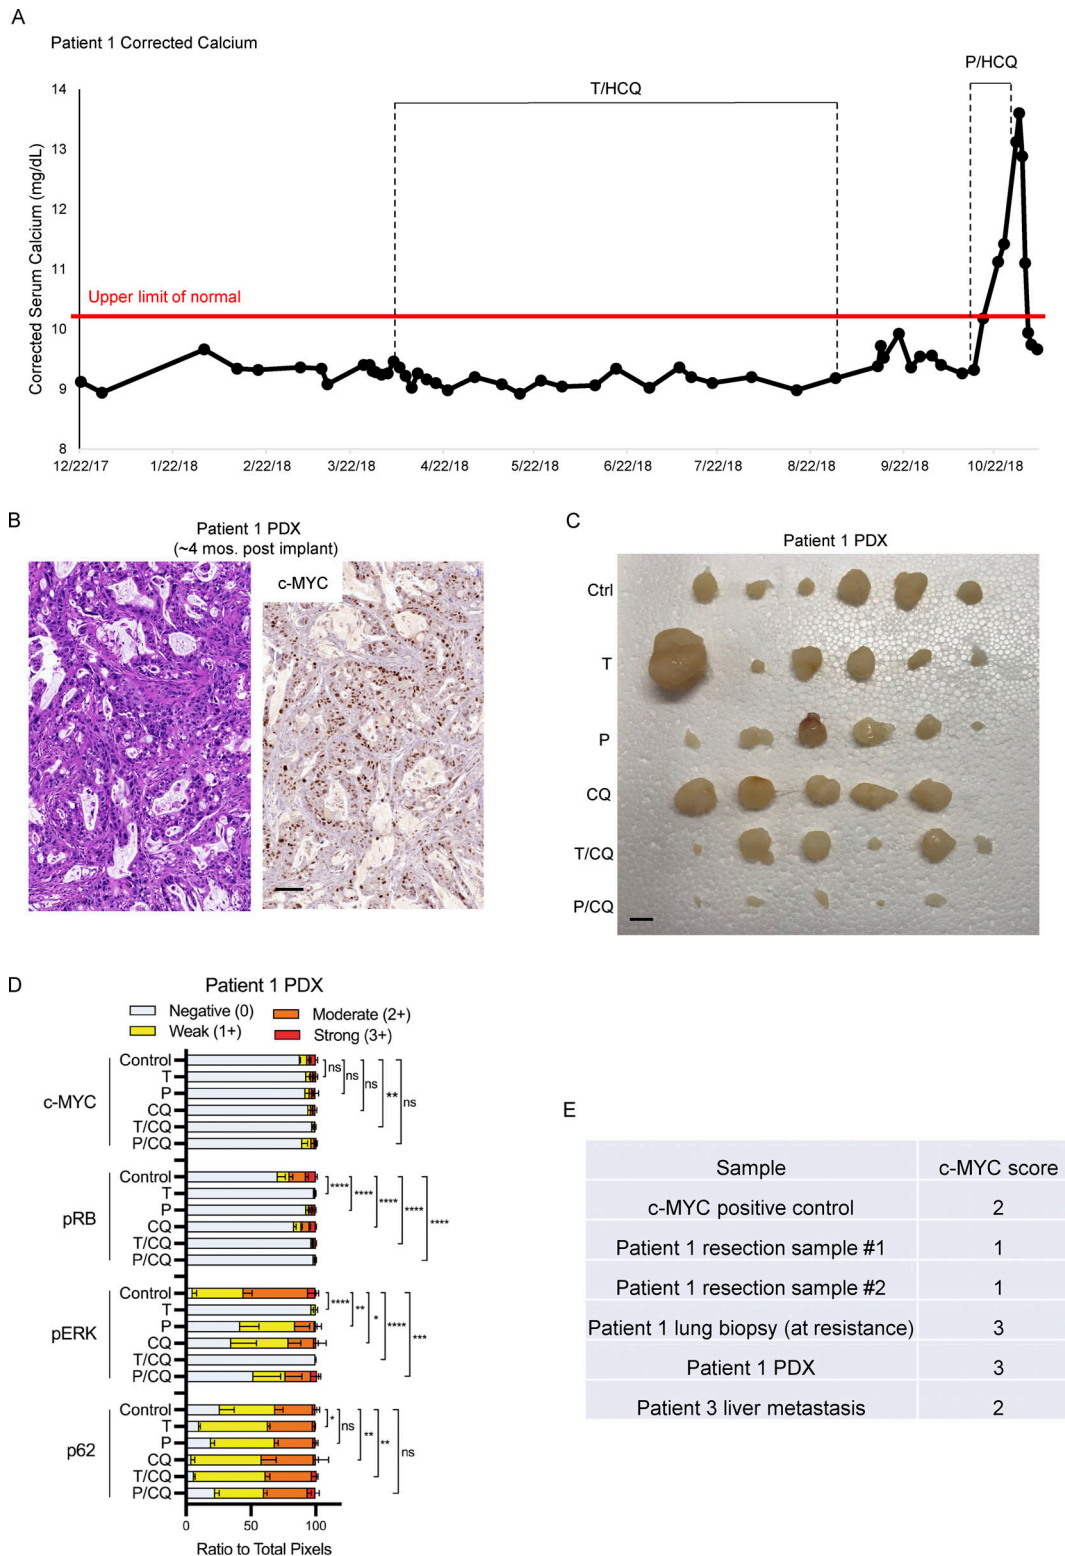 A
Patient 1 Corrected Calcium
P/HCQ
T/HCQ
Corrected Serum Calcium (mg/dL)
14
13
12
11
10
9
8
Upper limit of normal
12/22/17 1/22/18 2/22/18 3/22/18 4/22/18 5/22/18 6/22/18 7/22/18 8/22/18 9/22/18 10/22/18
B
Patient 1 PDX
(~4 mos. post implant)
c-MYC
C
Patient 1 PDX
Ctrl
T
P
CQ
T/CQ
P/CQ
D
Patient 1 PDX
Negative (0) Moderate (2+)
Weak (1+) Strong (3+)
c-MYC
Control
T
P
CQ
T/CQ
P/CQ
ns ns ns ** ns
pRB
Control
T
P
CQ
T/CQ
P/CQ
**** **** **** **** ****
pERK
Control
T
P
CQ
T/CQ
P/CQ
**** ** * **** ***
p62
Control
T
P
CQ
T/CQ
P/CQ
* ns ** ** ns
0 50 100
Ratio to Total Pixels
E
Sample c-MYC score
c-MYC positive control 2
Patient 1 resection sample #1 1
Patient 1 resection sample #2 1
Patient 1 lung biopsy (at resistance) 3
Patient 1 PDX 3
Patient 3 liver metastasis 2